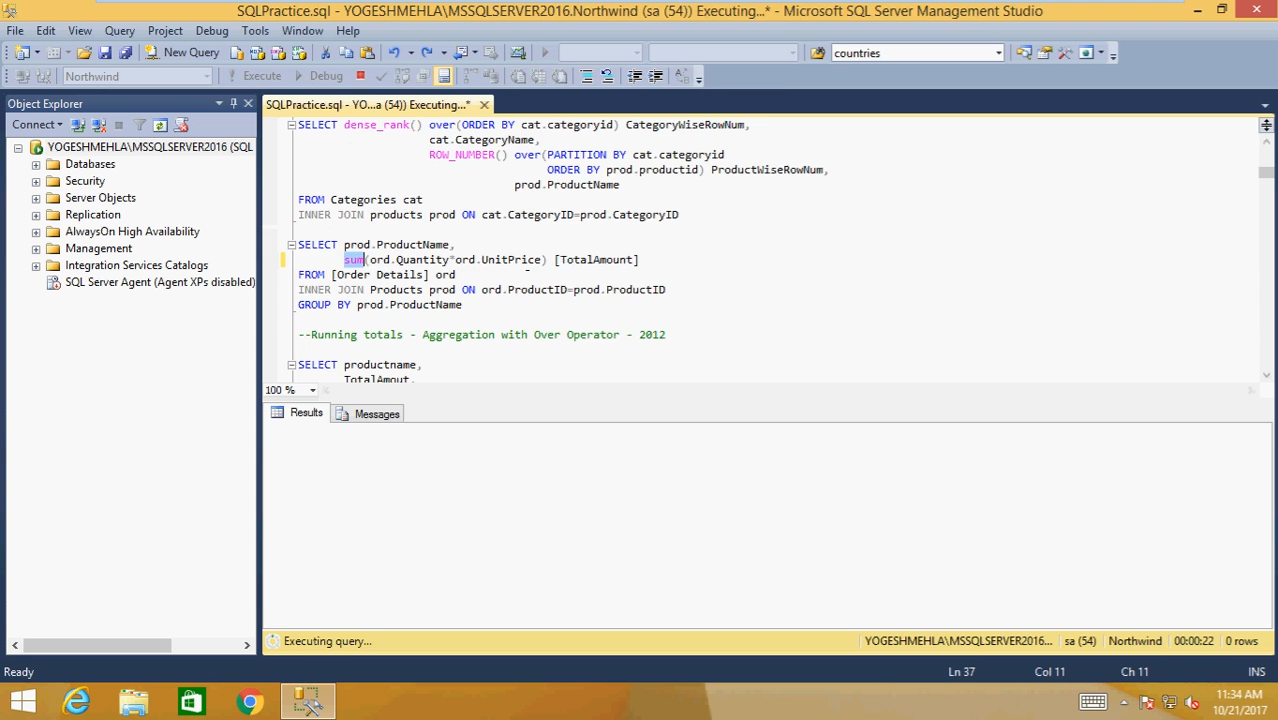 SQLPractice.sql - YOGESHMEHLA\MSSQLSERVER2016.Northwind (sa (54)) Executing...* - Microsoft SQL Server Management Studio
File Edit View Query Project Debug Tools Window Help
New Query countries
Northwind Execute Debug
Object Explorer
SQLPractice.sql - YO...a (54)) Executing...*
Connect
YOGESHMEHLA\MSSQLSERVER2016 (SQL
Databases
Security
Server Objects
Replication
AlwaysOn High Availability
Management
Integration Services Catalogs
SQL Server Agent (Agent XPs disabled)
SELECT dense_rank() over(ORDER BY cat.categoryid) CategoryWiseRowNum,
cat.CategoryName,
ROW_NUMBER() over(PARTITION BY cat.categoryid
ORDER BY prod.productid) ProductWiseRowNum,
prod.ProductName
FROM Categories cat
INNER JOIN products prod ON cat.CategoryID=prod.CategoryID
SELECT prod.ProductName,
sum(ord.Quantity*ord.UnitPrice) [TotalAmount]
FROM [Order Details] ord
INNER JOIN Products prod ON ord.ProductID=prod.ProductID
GROUP BY prod.ProductName
--Running totals - Aggregation with Over Operator - 2012
SELECT productname,
TotalAmout,
100 %
Results Messages
Executing query... YOGESHMEHLA\MSSQLSERVER2016... sa (54) Northwind 00:00:22 0 rows
Ready Ln 37 Col 11 Ch 11 INS
11:34 AM
10/21/2017